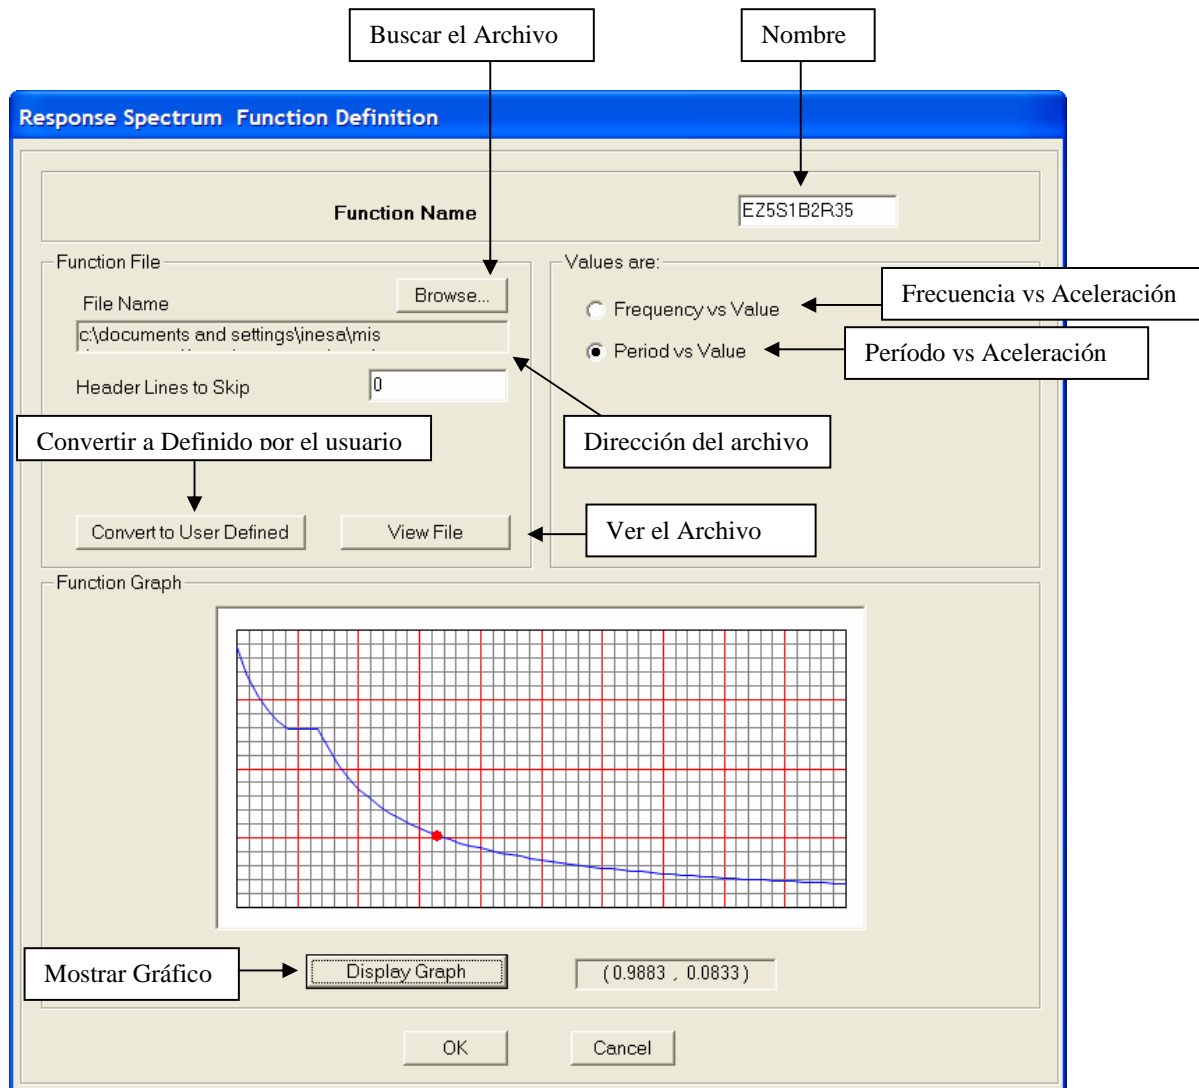 Buscar el Archivo
Nombre
Response Spectrum Function Definition
Function Name
EZ5S1B2R35
Function File
Values are:
File Name
Browse...
Frequency vs Value
Frecuencia vs Aceleración
c:\documents and settings\inesa\mis
Period vs Value
Período vs Aceleración
Header Lines to Skip
0
Convertir a Definido por el usuario
Dirección del archivo
Convert to User Defined
View File
Ver el Archivo
Function Graph
Mostrar Gráfico
Display Graph
(0.9883 , 0.0833)
OK
Cancel